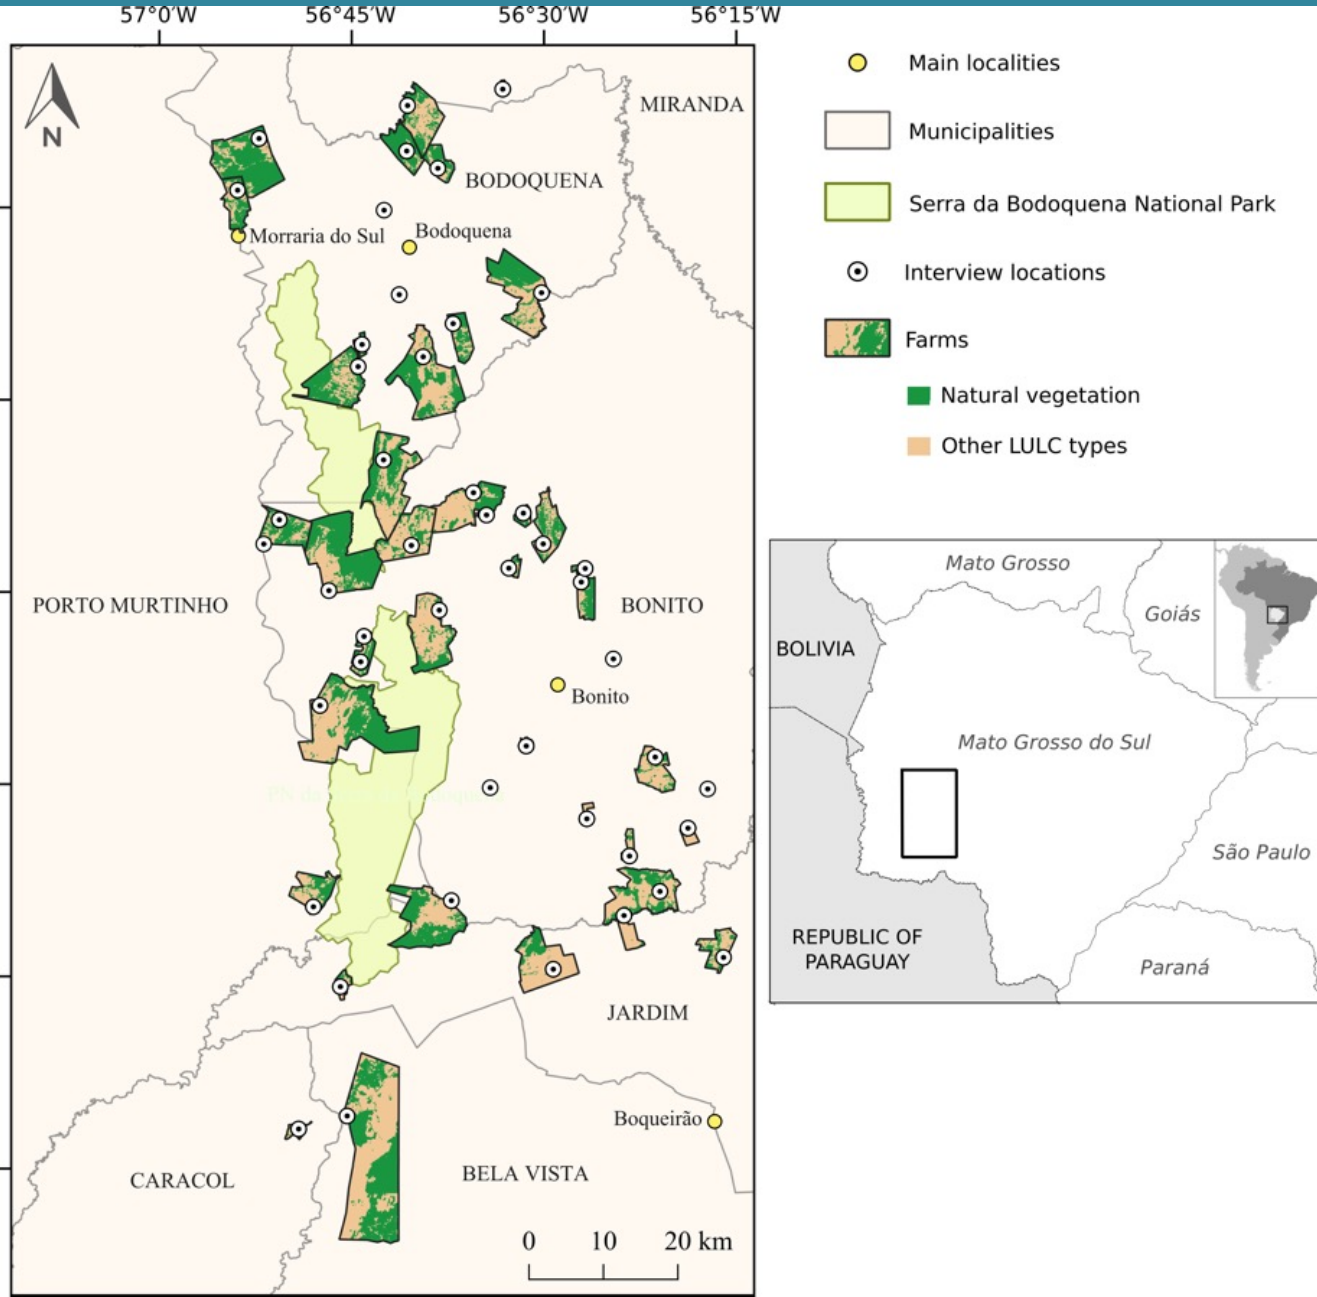 57°0′W 56°45′W 56°30′W 56°15′W
N
MIRANDA
BODOQUENA
Morraria do Sul
Bodoquena
PORTO MURTINHO
BONITO
Bonito
JARDIM
Boqueirão
CARACOL
BELA VISTA
0 10 20 km
Main localities
Municipalities
Serra da Bodoquena National Park
Interview locations
Farms
Natural vegetation
Other LULC types
Mato Grosso
Goiás
BOLIVIA
Mato Grosso do Sul
São Paulo
REPUBLIC OF
PARAGUAY
Paraná